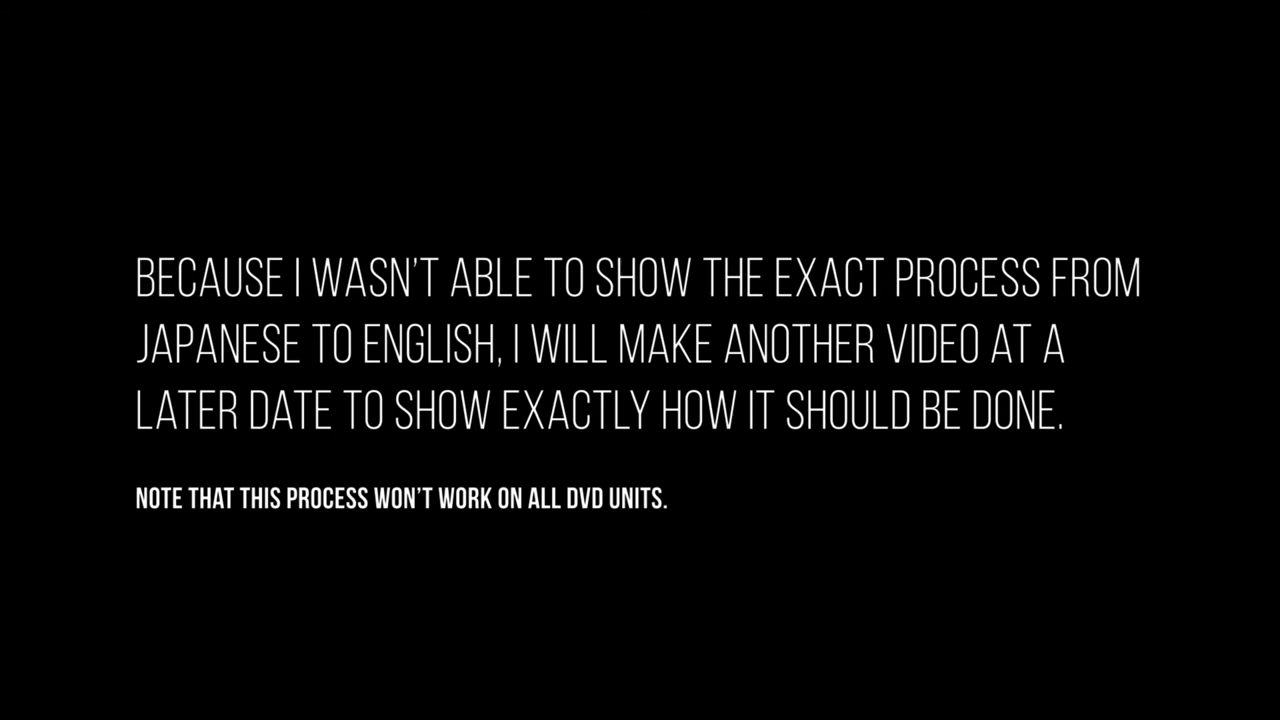 BECAUSE I WASN’T ABLE TO SHOW THE EXACT PROCESS FROM
JAPANESE TO ENGLISH, I WILL MAKE ANOTHER VIDEO AT A
LATER DATE TO SHOW EXACTLY HOW IT SHOULD BE DONE.
NOTE THAT THIS PROCESS WON’T WORK ON ALL DVD UNITS.